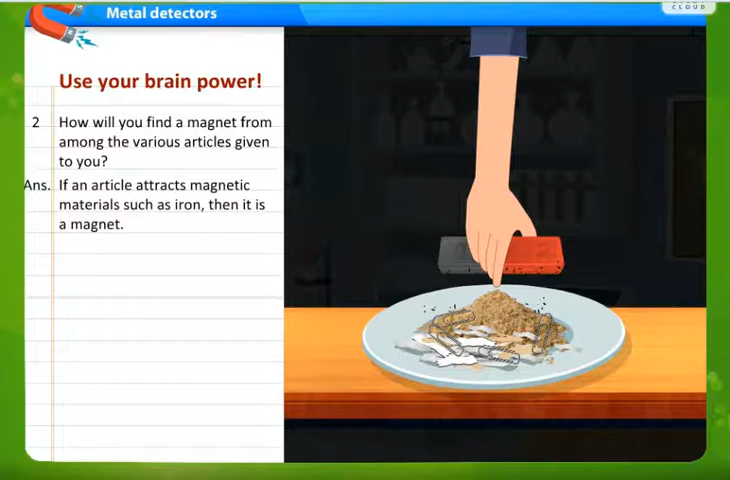 Metal detectors
CLOUD
Use your brain power!
2 How will you find a magnet from
among the various articles given
to you?
Ans. If an article attracts magnetic
materials such as iron, then it is
a magnet.